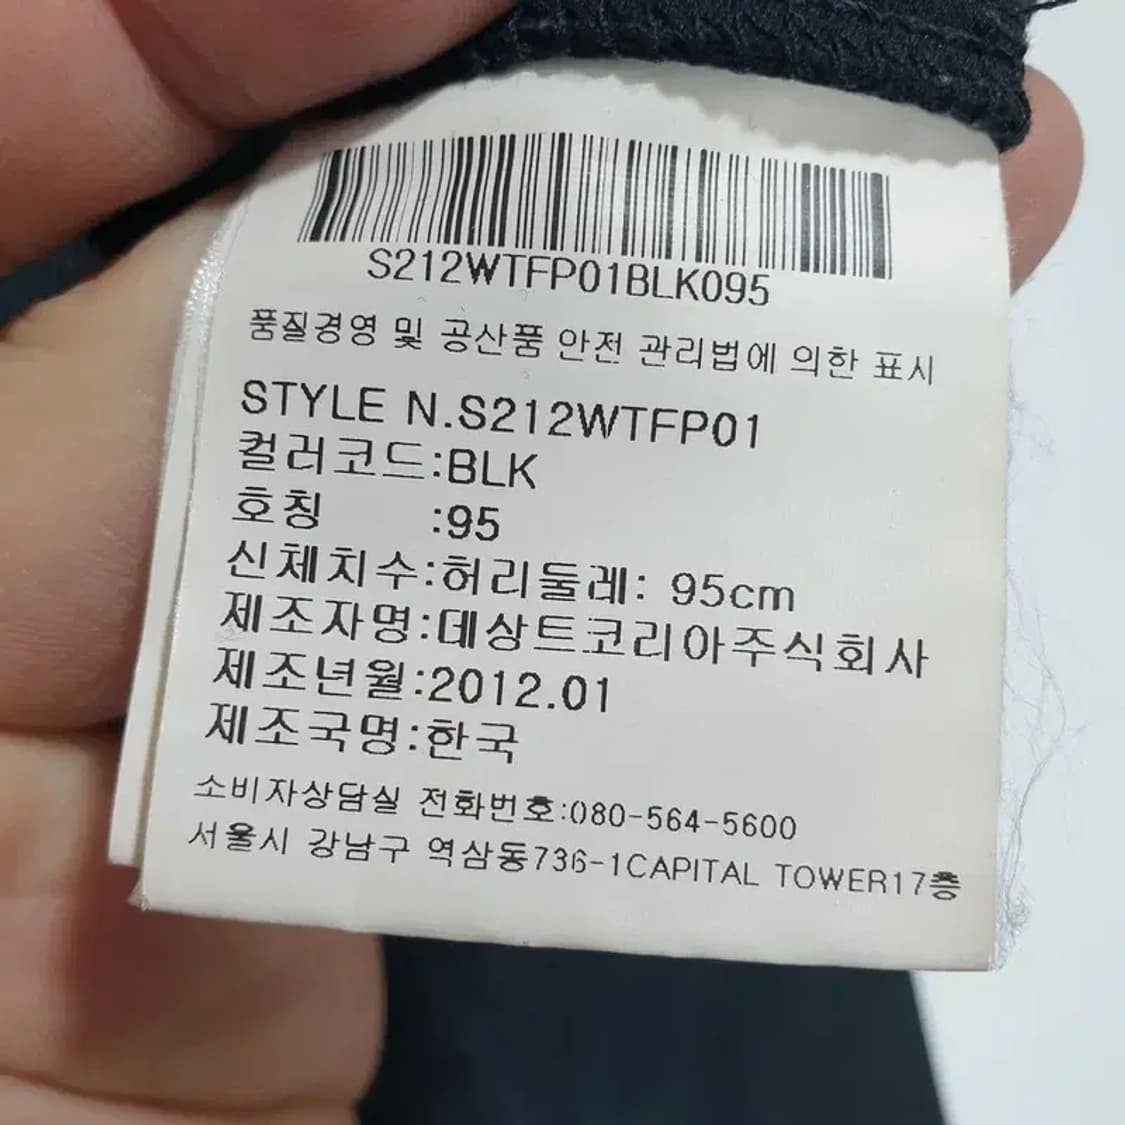 S212WTFP01BLK095
품질경영 및 공산품 안전 관리법에 의한 표시
STYLE N.S212WTFP01
컬러코드:BLK
호칭 :95
신체치수:허리둘레: 95cm
제조자명:데상트코리아주식회사
제조년월:2012.01
제조국명:한국
소비자상담실 전화번호:080-564-5600
서울시 강남구 역삼동736-1CAPITAL TOWER17층